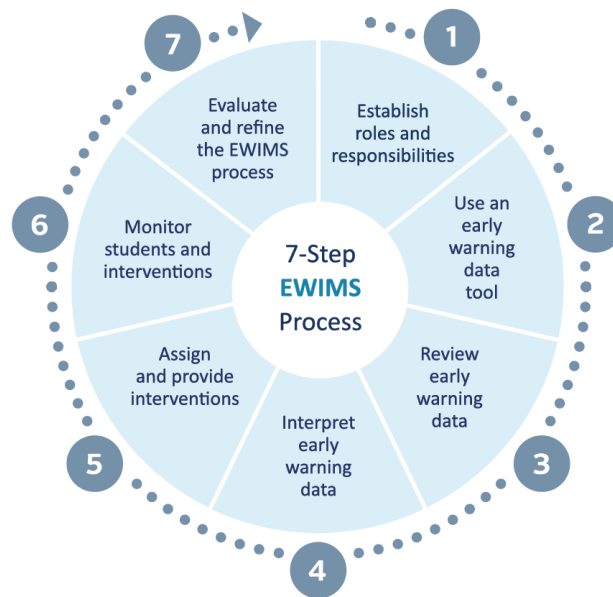 7-Step
EWIMS
Process
1
Establish
roles and
responsibilities
2
Use an
early
warning
data
tool
3
Review
early
warning
data
4
Interpret
early
warning
data
5
Assign
and provide
interventions
6
Monitor
students and
interventions
7
Evaluate
and refine
the EWIMS
process